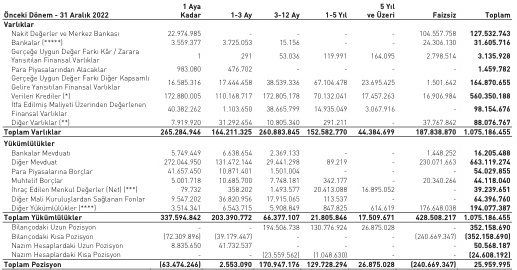 1 Aya 5 Yıl
Önceki Dönem - 31 Aralık 2022 Kadar 1-3 Ay 3-12 Ay 1-5 Yıl ve Üzeri Faizsiz Toplam
Varlıklar
Nakit Değerler ve Merkez Bankası 22.974.985 - - - - 104.557.758 127.532.743
Bankalar (*****) 3.559.377 3.725.053 15.156 - - 24.306.130 31.605.716
Gerçeğe Uygun Değer Farkı Kâr / Zarara
Yansıtılan Finansal Varlıklar 1 291 53.036 119.991 164.095 2.798.514 3.135.928
Para Piyasalarından Alacaklar 983.080 476.702 - - - - 1.459.782
Gerçeğe Uygun Değer Farkı Diğer Kapsamlı
Gelire Yansıtılan Finansal Varlıklar 16.585.316 17.444.458 38.539.336 67.104.478 23.695.425 1.501.642 164.870.655
Verilen Krediler (*) 172.880.005 110.168.717 172.805.178 70.132.041 17.457.263 16.906.984 560.350.188
İtfa Edilmiş Maliyeti Üzerinden Değerlenen
Finansal Varlıklar 40.382.262 1.103.650 38.665.799 14.935.049 3.067.916 - 98.154.676
Diğer Varlıklar (**) 7.919.920 31.292.454 10.805.340 291.211 - 37.767.842 88.076.767
Toplam Varlıklar 265.284.946 164.211.325 260.883.845 152.582.770 44.384.699 187.838.870 1.075.186.455
Yükümlülükler
Bankalar Mevduatı 5.749.449 6.638.454 2.369.133 - - 1.448.252 16.205.488
Diğer Mevduat 272.044.950 131.472.144 29.441.298 89.219 - 230.071.663 663.119.274
Para Piyasalarına Borçlar 41.657.450 10.871.401 1.501.004 - - - 54.029.855
Muhtelif Borçlar 5.001.718 10.685.700 7.748.181 342.177 - 20.340.264 44.118.040
İhraç Edilen Menkul Değerler (Net) (***) 79.732 358.202 1.493.577 20.413.088 16.895.052 - 39.239.651
Diğer Mali Kuruluşlardan Sağlanan Fonlar 9.547.202 36.820.956 17.915.065 113.537 - - 64.396.760
Diğer Yükümlülükler (****) 3.514.341 6.543.715 5.908.849 847.825 614.619 176.648.038 194.077.387
Toplam Yükümlülükler 337.594.842 203.390.772 66.377.107 21.805.846 17.509.671 428.508.217 1.075.186.455
Bilançodaki Uzun Pozisyon - - 194.506.738 130.776.924 26.875.028 - 352.158.690
Bilançodaki Kısa Pozisyon (72.309.896) (39.179.447) - - - (240.669.347) (352.158.690)
Nazım Hesaplardaki Uzun Pozisyon 8.835.650 41.732.537 - - - - 50.568.187
Nazım Hesaplardaki Kısa Pozisyon - - (23.559.562) (1.048.630) - - (24.608.192)
Toplam Pozisyon (63.474.246) 2.553.090 170.947.176 129.728.294 26.875.028 (240.669.347) 25.959.995